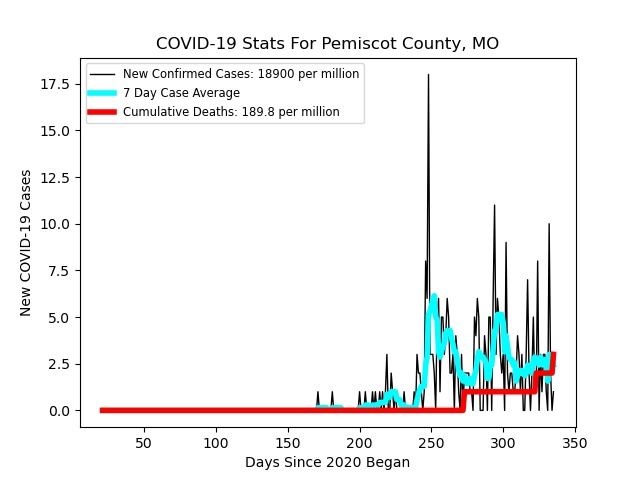 COVID-19 Stats For Pemiscot County, MO
New Confirmed Cases: 18900 per million
7 Day Case Average
Cumulative Deaths: 189.8 per million
New COVID-19 Cases
17.5
15.0
12.5
10.0
7.5
5.0
2.5
0.0
50 100 150 200 250 300 350
Days Since 2020 Began